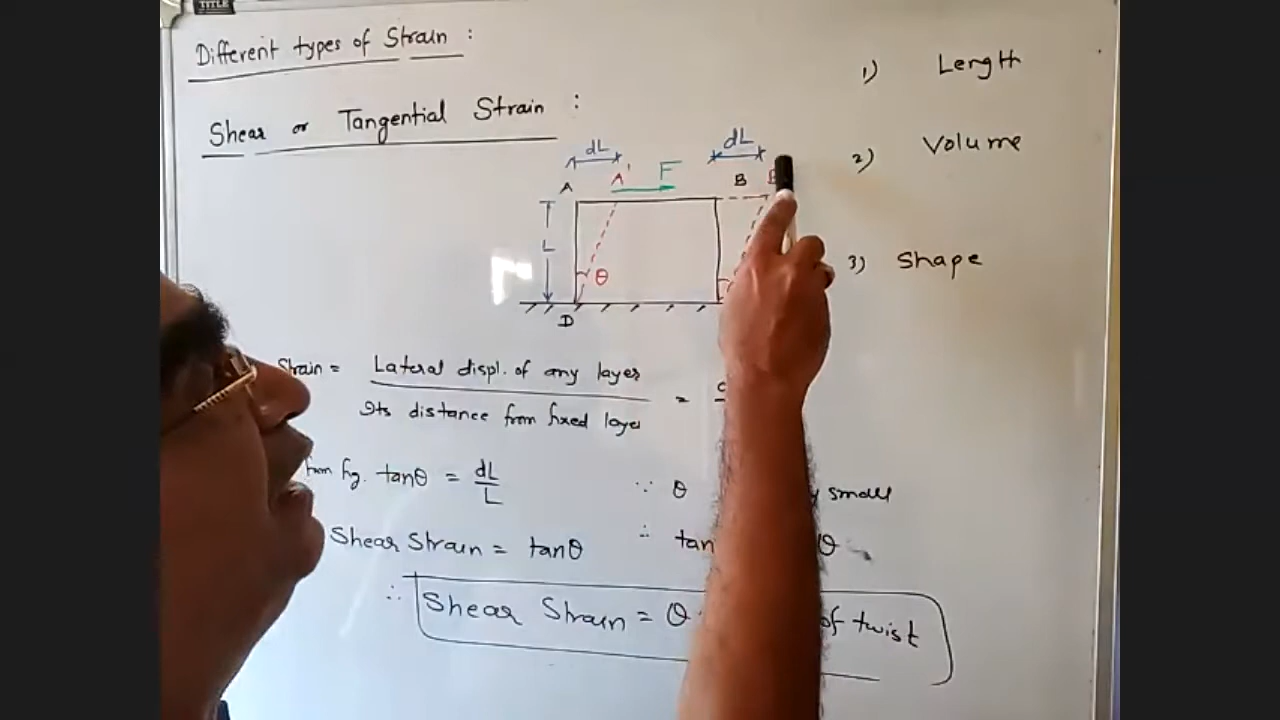 TITLE
Different types of Strain :
Shear or Tangential Strain :
1) Length
2) Volume
3) Shape
dL dL
A A' F B
L
θ
D
Strain = Lateral displ. of any layer
Its distance from fixed layer
=
fig. tanθ = dL
L
∵ θ small
Shear Strain = tanθ ∴ tan θ
∴ Shear Strain = θ of twist